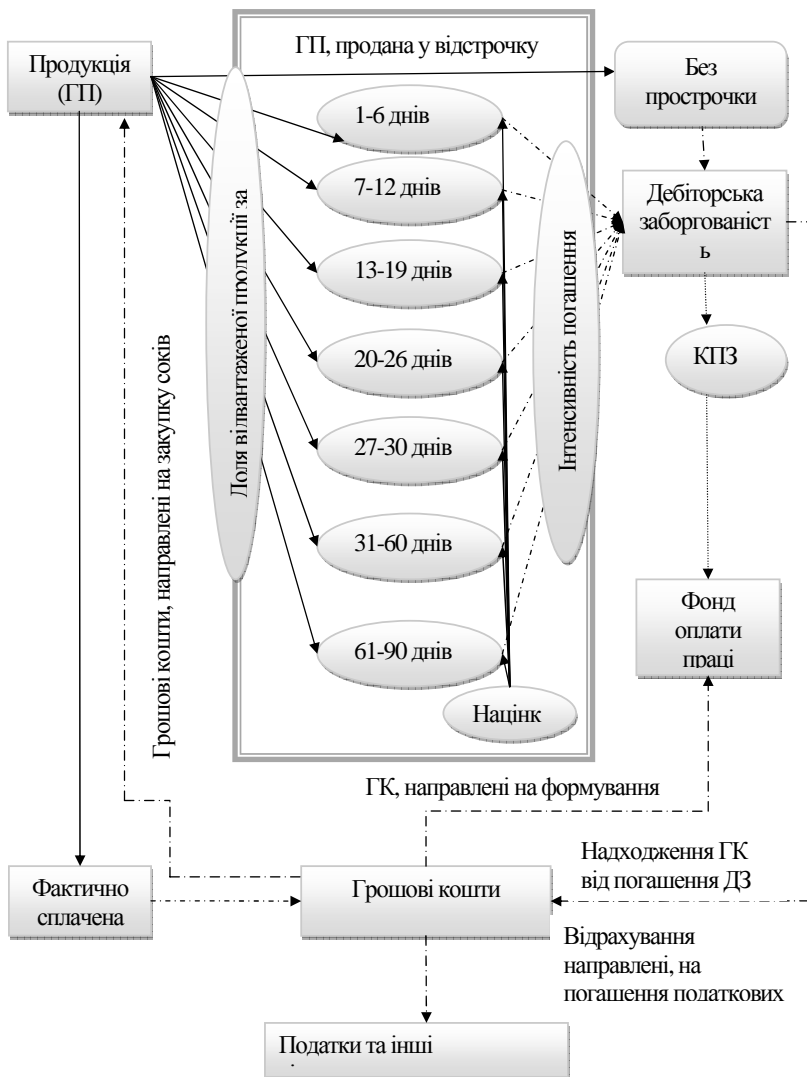 ГП, продана у відстрочку
Продукція
(ГП)
Без
прострочки
1-6 днів
7-12 днів
13-19 днів
20-26 днів
27-30 днів
31-60 днів
61-90 днів
Націнк
Доля відвантаженої продукції за
Інтенсивність погашення
Дебіторська
заборгованіст
ь
КПЗ
Фонд
оплати
праці
Грошові кошти, направлені на закупку соків
ГК, направлені на формування
Надходження ГК
від погашення ДЗ
Фактично
сплачена
Грошові кошти
Відрахування
направлені, на
погашення податкових
Податки та інші